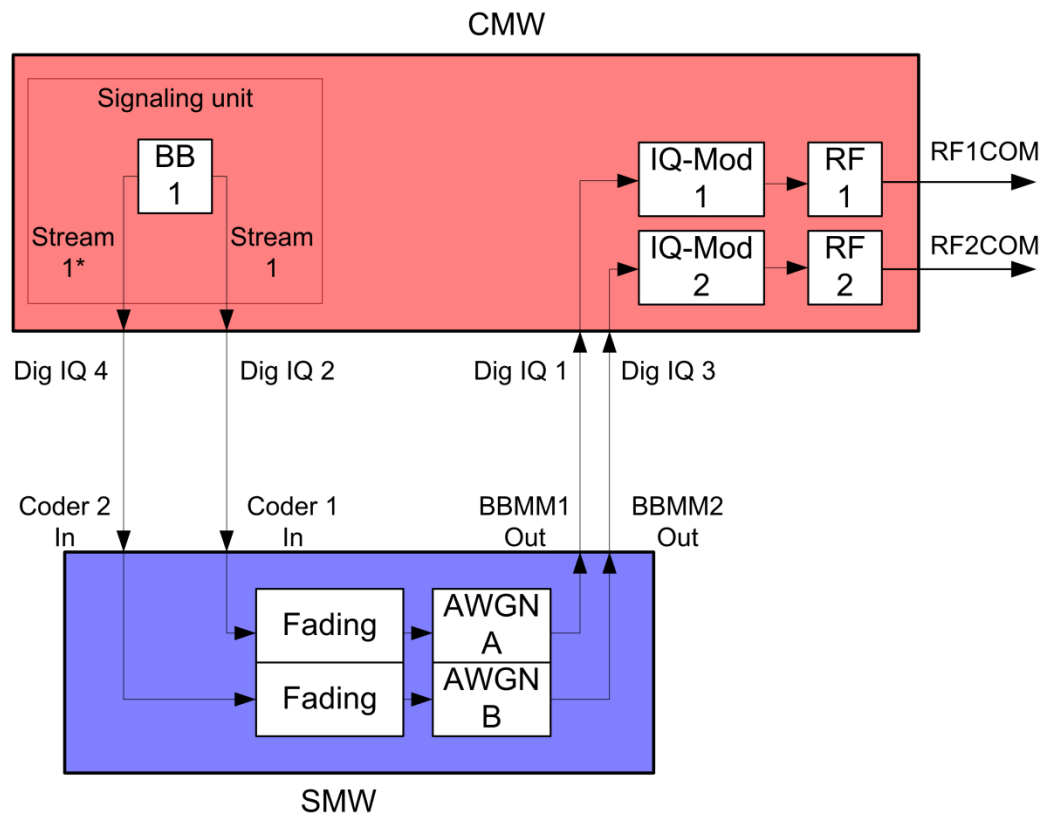 CMW
Signaling unit
BB
1
Stream
1*
Stream
1
IQ-Mod
1
RF
1
RF1COM
IQ-Mod
2
RF
2
RF2COM
Dig IQ 4
Dig IQ 2
Dig IQ 1
Dig IQ 3
Coder 2
In
Coder 1
In
BBMM1
Out
BBMM2
Out
Fading
AWGN
A
Fading
AWGN
B
SMW